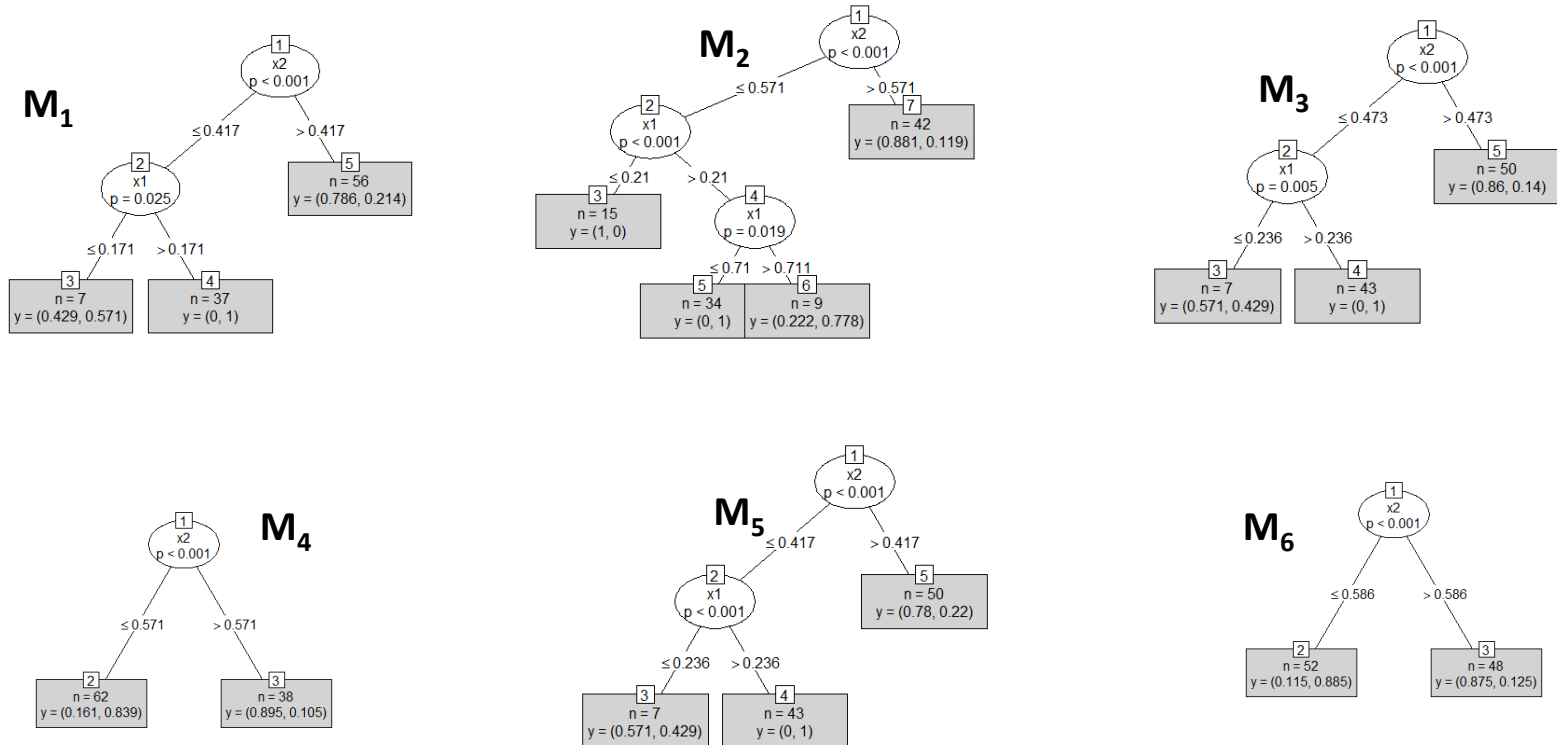 M1
1
x2
p < 0.001
≤ 0.417
> 0.417
2
x1
p = 0.025
5
n = 56
y = (0.786, 0.214)
≤ 0.171
> 0.171
3
n = 7
y = (0.429, 0.571)
4
n = 37
y = (0, 1)
M2
1
x2
p < 0.001
≤ 0.571
> 0.571
2
x1
p < 0.001
7
n = 42
y = (0.881, 0.119)
≤ 0.21
> 0.21
3
n = 15
y = (1, 0)
4
x1
p = 0.019
≤ 0.71
> 0.711
5
n = 34
y = (0, 1)
6
n = 9
y = (0.222, 0.778)
M3
1
x2
p < 0.001
≤ 0.473
> 0.473
2
x1
p = 0.005
5
n = 50
y = (0.86, 0.14)
≤ 0.236
> 0.236
3
n = 7
y = (0.571, 0.429)
4
n = 43
y = (0, 1)
M4
1
x2
p < 0.001
≤ 0.571
> 0.571
2
n = 62
y = (0.161, 0.839)
3
n = 38
y = (0.895, 0.105)
M5
1
x2
p < 0.001
≤ 0.417
> 0.417
2
x1
p < 0.001
5
n = 50
y = (0.78, 0.22)
≤ 0.236
> 0.236
3
n = 7
y = (0.571, 0.429)
4
n = 43
y = (0, 1)
M6
1
x2
p < 0.001
≤ 0.586
> 0.586
2
n = 52
y = (0.115, 0.885)
3
n = 48
y = (0.875, 0.125)